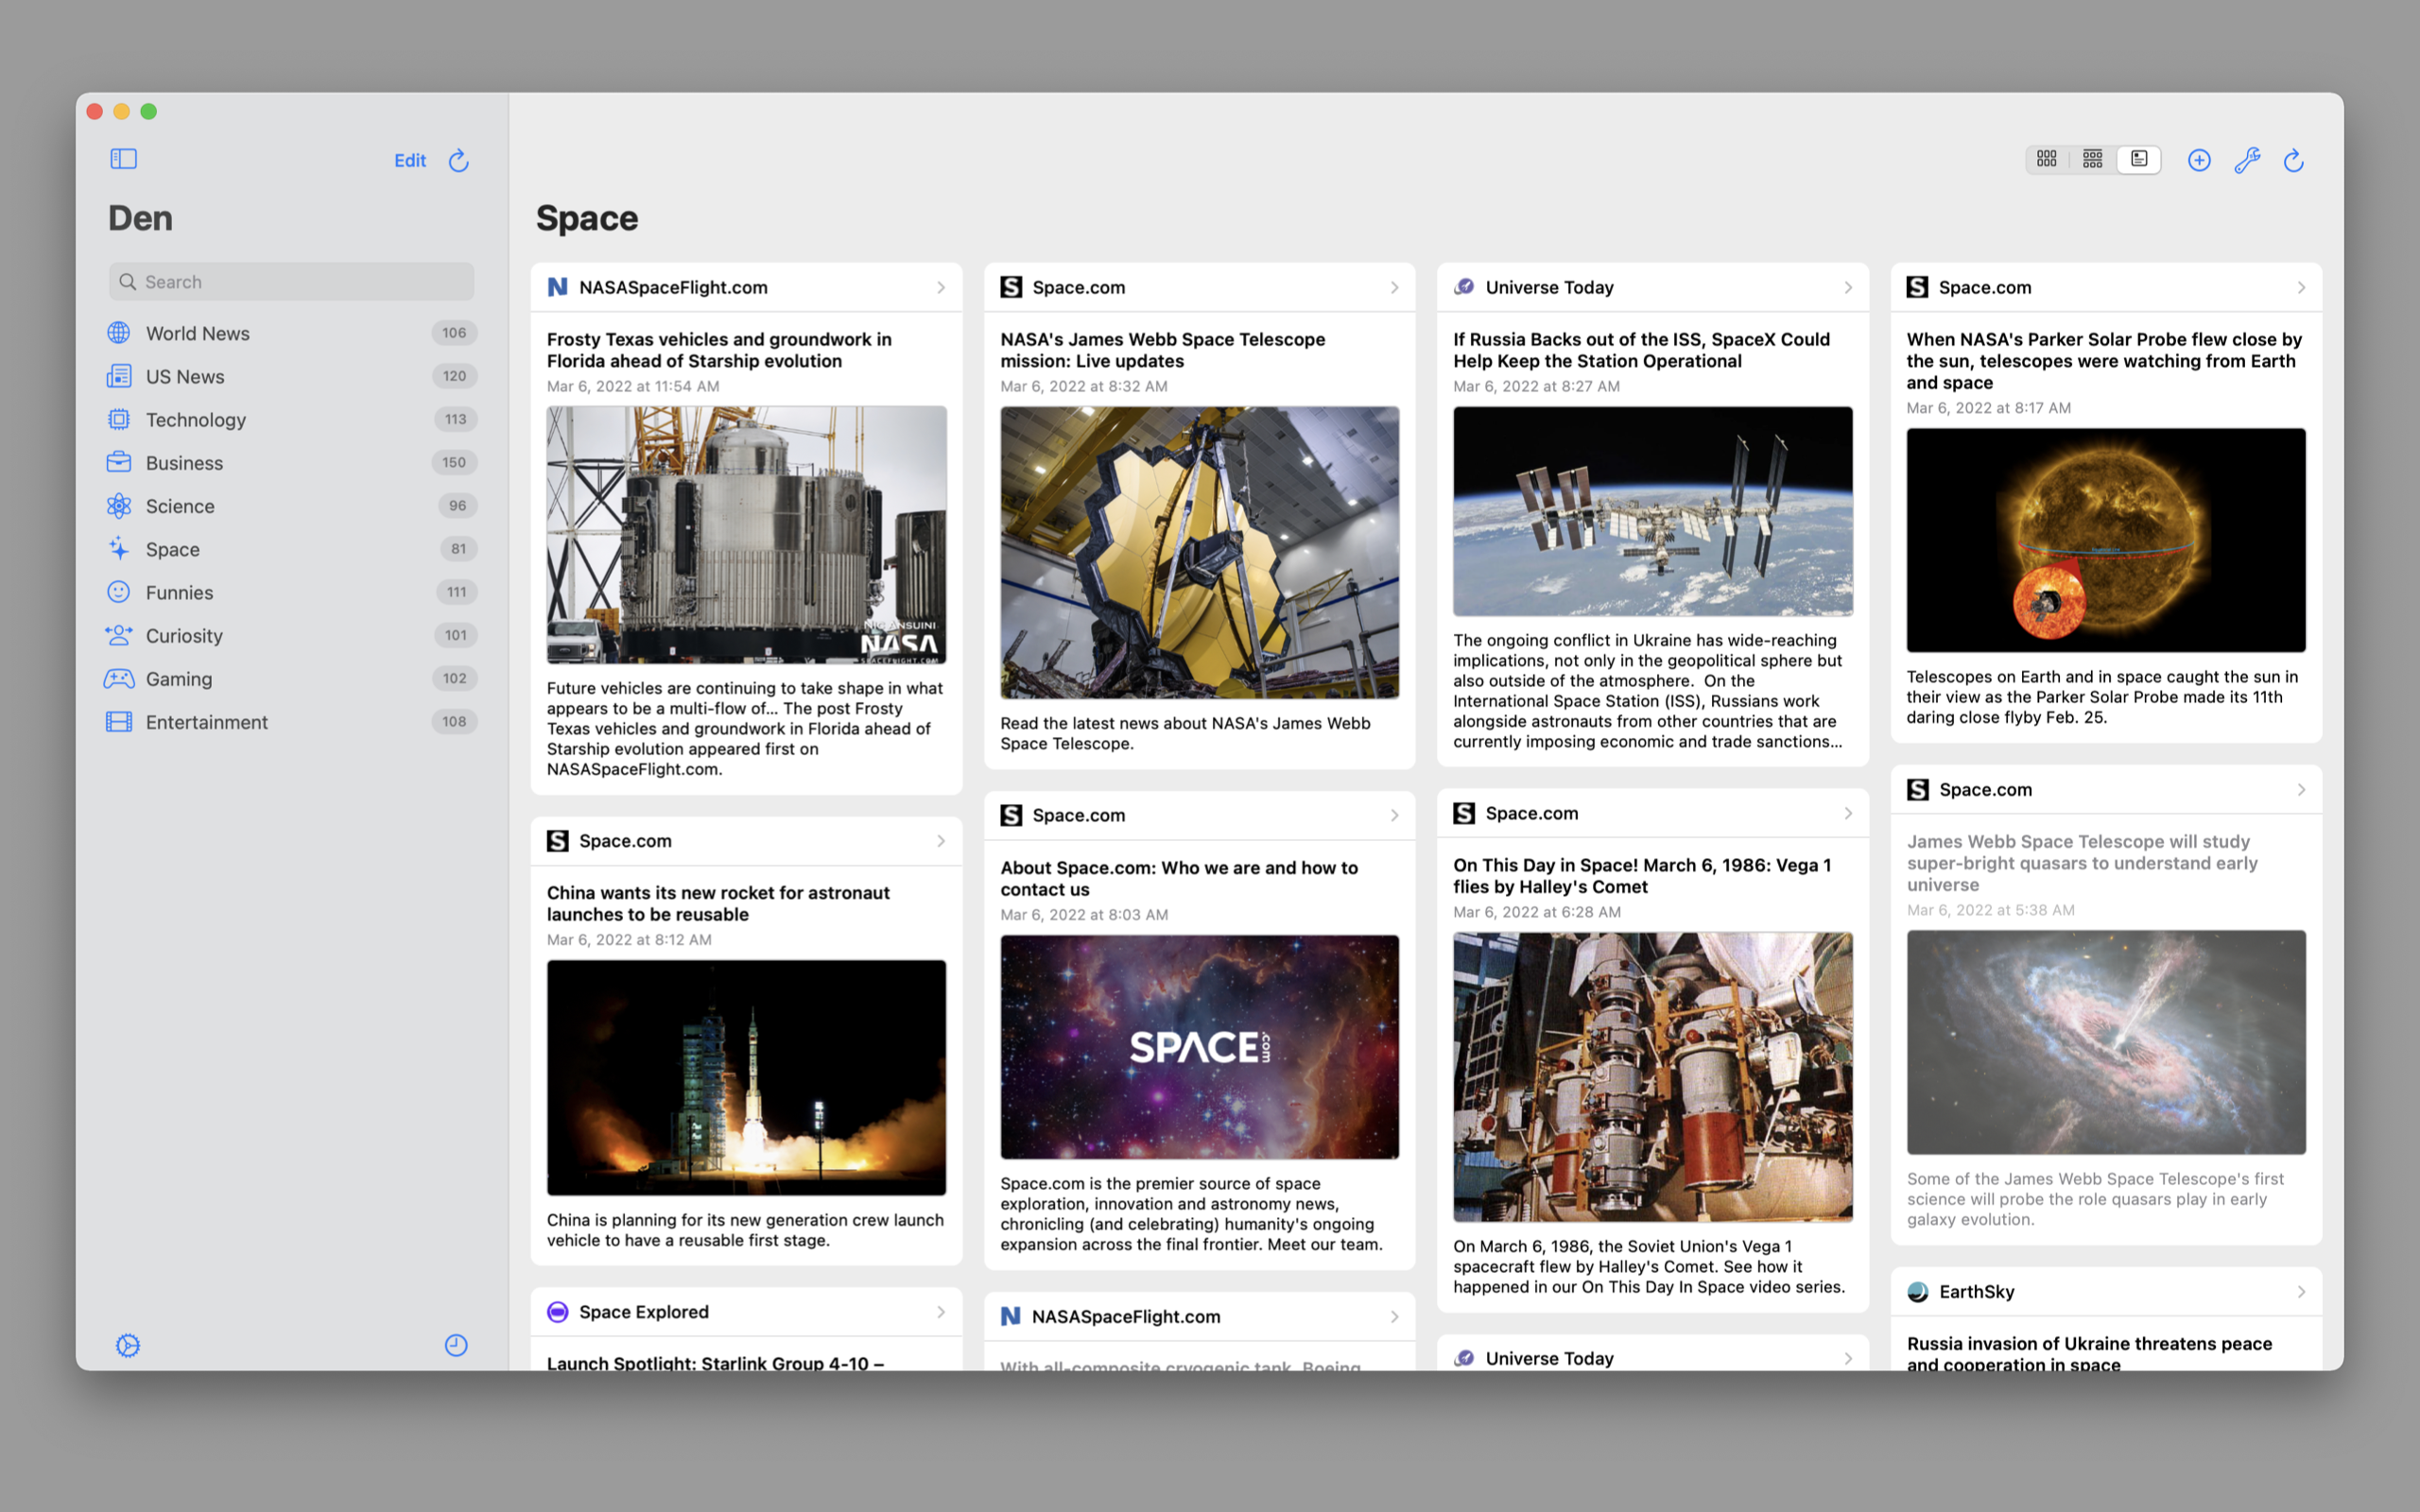 Edit
Den
Search
World News 106
US News 120
Technology 113
Business 150
Science 96
Space 81
Funnies 111
Curiosity 101
Gaming 102
Entertainment 108
Space
NASASpaceFlight.com
Frosty Texas vehicles and groundwork in
Florida ahead of Starship evolution
Mar 6, 2022 at 11:54 AM
NIC ANSUINI
NASA
SPACEFLIGHT.COM
Future vehicles are continuing to take shape in what
appears to be a multi-flow of... The post Frosty
Texas vehicles and groundwork in Florida ahead of
Starship evolution appeared first on
NASASpaceFlight.com.
Space.com
China wants its new rocket for astronaut
launches to be reusable
Mar 6, 2022 at 8:12 AM
China is planning for its new generation crew launch
vehicle to have a reusable first stage.
Space Explored
Launch Spotlight: Starlink Group 4-10 –
Space.com
NASA's James Webb Space Telescope
mission: Live updates
Mar 6, 2022 at 8:32 AM
Read the latest news about NASA's James Webb
Space Telescope.
Space.com
About Space.com: Who we are and how to
contact us
Mar 6, 2022 at 8:03 AM
SPACE.com
Space.com is the premier source of space
exploration, innovation and astronomy news,
chronicling (and celebrating) humanity's ongoing
expansion across the final frontier. Meet our team.
NASASpaceFlight.com
With all-composite cryogenic tank, Boeing
Universe Today
If Russia Backs out of the ISS, SpaceX Could
Help Keep the Station Operational
Mar 6, 2022 at 8:27 AM
The ongoing conflict in Ukraine has wide-reaching
implications, not only in the geopolitical sphere but
also outside of the atmosphere.  On the
International Space Station (ISS), Russians work
alongside astronauts from other countries that are
currently imposing economic and trade sanctions...
Space.com
On This Day in Space! March 6, 1986: Vega 1
flies by Halley's Comet
Mar 6, 2022 at 6:28 AM
On March 6, 1986, the Soviet Union's Vega 1
spacecraft flew by Halley's Comet. See how it
happened in our On This Day In Space video series.
Universe Today
Space.com
When NASA's Parker Solar Probe flew close by
the sun, telescopes were watching from Earth
and space
Mar 6, 2022 at 8:17 AM
Telescopes on Earth and in space caught the sun in
their view as the Parker Solar Probe made its 11th
daring close flyby Feb. 25.
Space.com
James Webb Space Telescope will study
super-bright quasars to understand early
universe
Mar 6, 2022 at 5:38 AM
Some of the James Webb Space Telescope's first
science will probe the role quasars play in early
galaxy evolution.
EarthSky
Russia invasion of Ukraine threatens peace
and cooperation in space